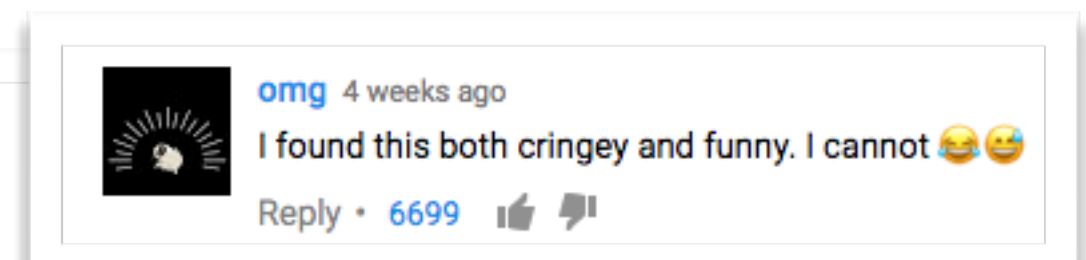 omg 4 weeks ago
I found this both cringey and funny. I cannot 😂😅
Reply • 6699